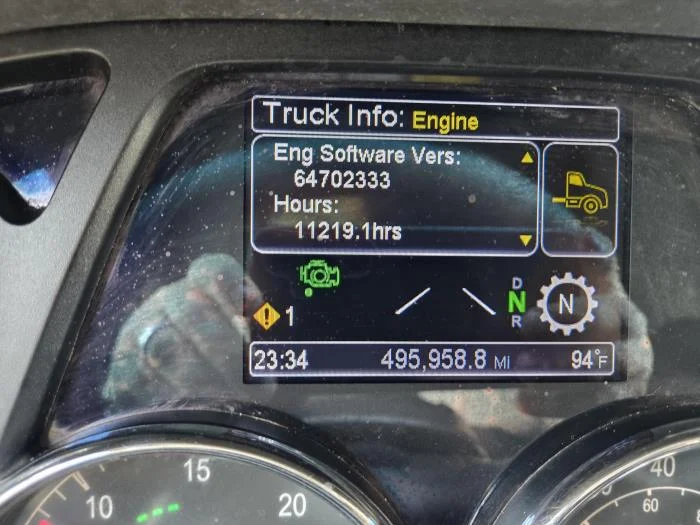 Truck Info: Engine
Eng Software Vers:
64702333
Hours:
11219.1hrs
1
D
N
R
N
23:34 495,958.8 MI 94°F
10 15 20
40
60